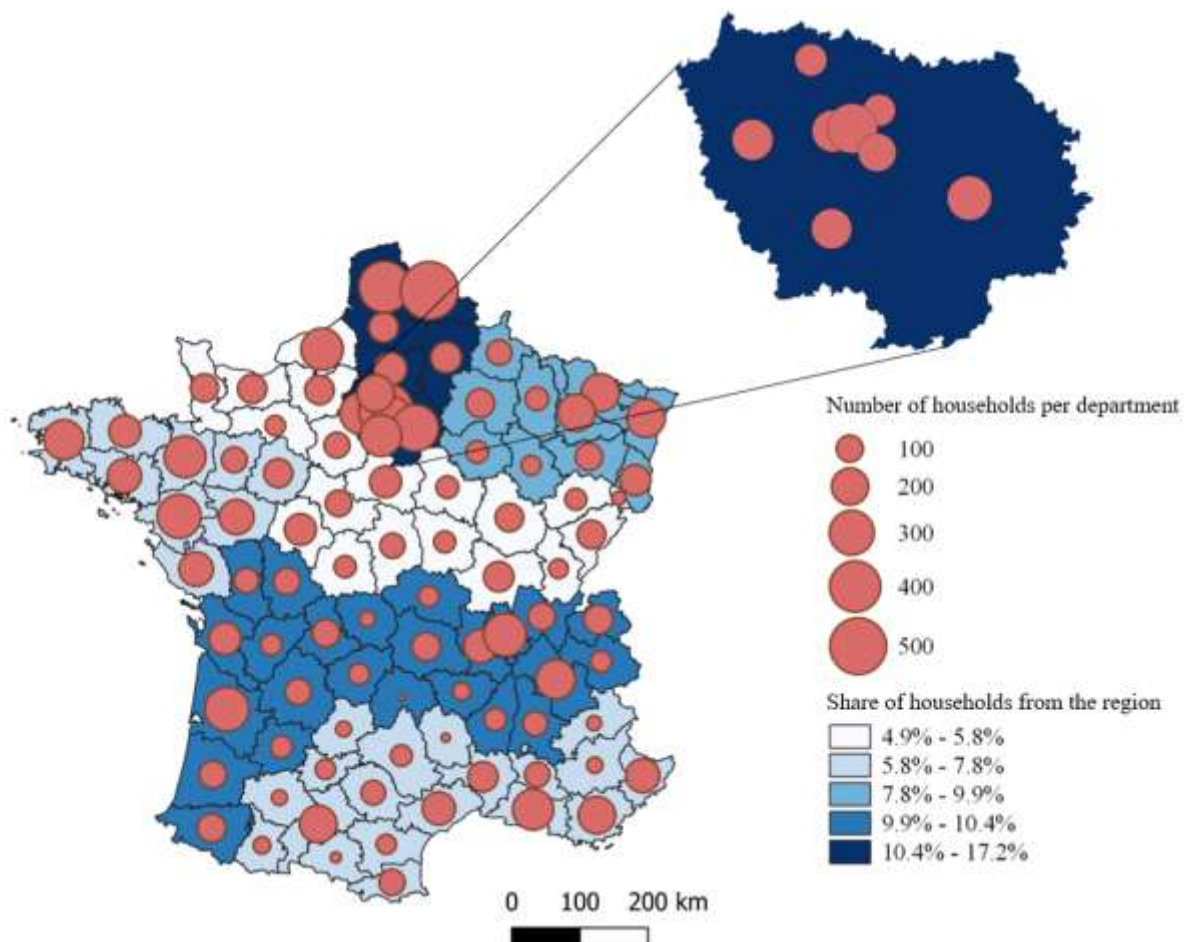 Number of households per department
100
200
300
400
500
Share of households from the region
4.9% - 5.8%
5.8% - 7.8%
7.8% - 9.9%
9.9% - 10.4%
10.4% - 17.2%
0 100 200 km